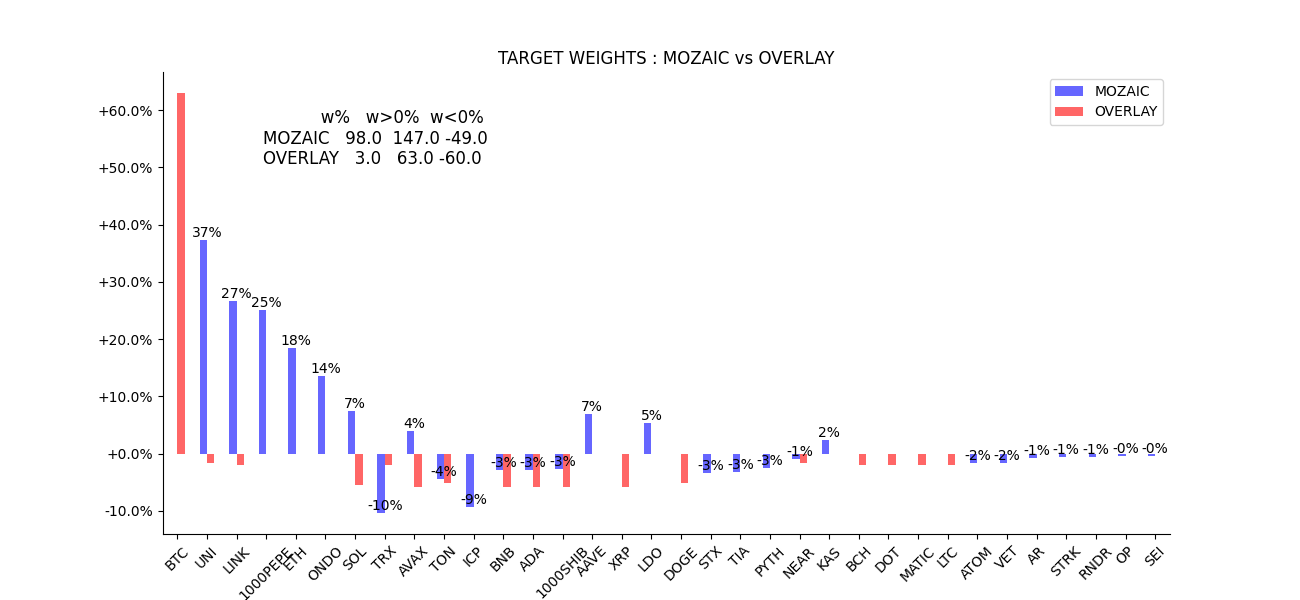 TARGET WEIGHTS : MOZAIC vs OVERLAY
MOZAIC
OVERLAY
w% w>0% w<0%
MOZAIC 98.0 147.0 -49.0
OVERLAY 3.0 63.0 -60.0
+60.0%
+50.0%
+40.0%
+30.0%
+20.0%
+10.0%
+0.0%
-10.0%
37%
27%
25%
18%
14%
7%
-10%
4%
-4%
-9%
-3%
-3%
-3%
7%
5%
-3%
-3%
-3%
-1%
2%
-2%
-2%
-1%
-1%
-1%
-0%
-0%
BTC
UNI
LINK
1000PEPE
ETH
ONDO
SOL
TRX
AVAX
TON
ICP
BNB
ADA
1000SHIB
AAVE
XRP
LDO
DOGE
STX
TIA
PYTH
NEAR
KAS
BCH
DOT
MATIC
LTC
ATOM
VET
AR
STRK
RNDR
OP
SEI